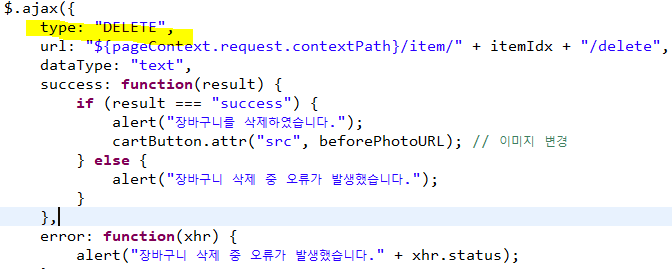 $.ajax({
type: "DELETE",
url: "${pageContext.request.contextPath}/item/" + itemIdx + "/delete",
dataType: "text",
success: function(result) {
if (result === "success") {
alert("장바구니를 삭제하였습니다.");
cartButton.attr("src", beforePhotoURL); // 이미지 변경
} else {
alert("장바구니 삭제 중 오류가 발생했습니다.");
}
},
error: function(xhr) {
alert("장바구니 삭제 중 오류가 발생했습니다." + xhr.status);